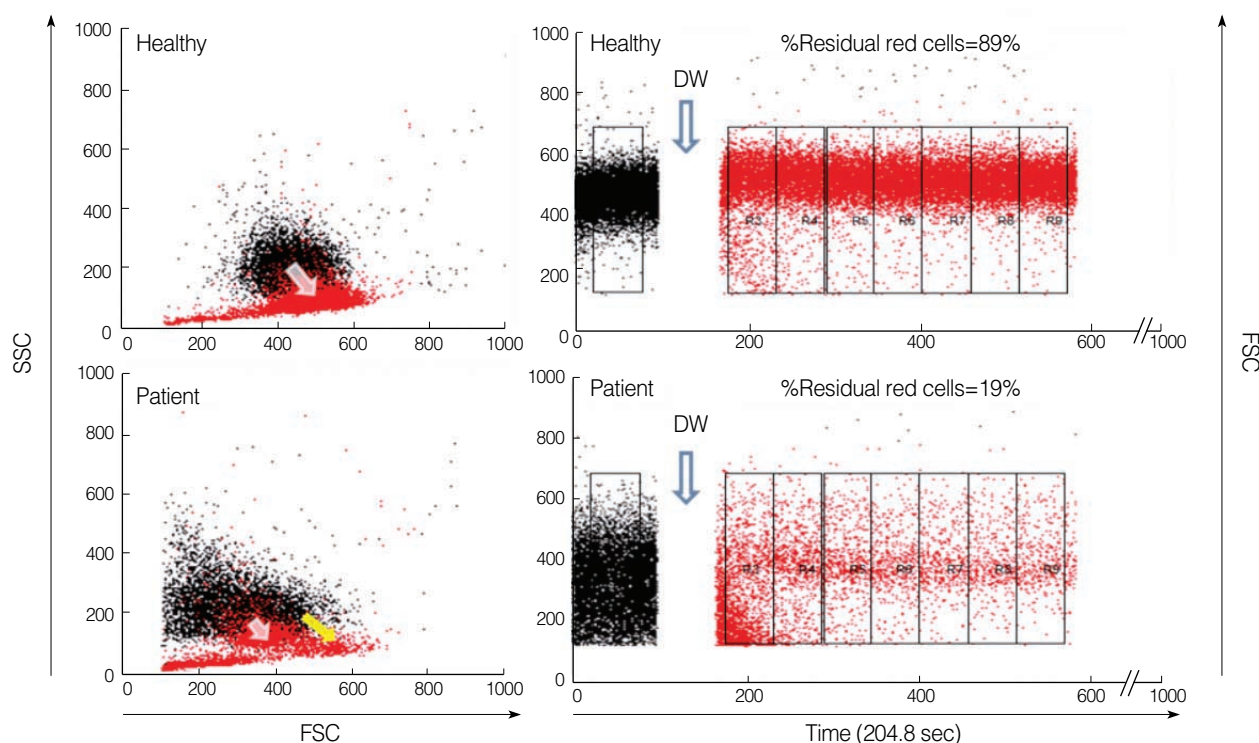 SSC
1000
800
600
400
200
0
Healthy
0 200 400 600 800 1000
1000
800
600
400
200
0
Healthy
%Residual red cells=89%
DW
R3 R4 R5 R6 R7 R8 R9
200 400 600 1000
FSC
1000
800
600
400
200
0
Patient
0 200 400 600 800 1000
FSC
1000
800
600
400
200
0
Patient
%Residual red cells=19%
DW
R3 R4 R5 R6 R7 R8 R9
0 200 400 600 1000
Time (204.8 sec)